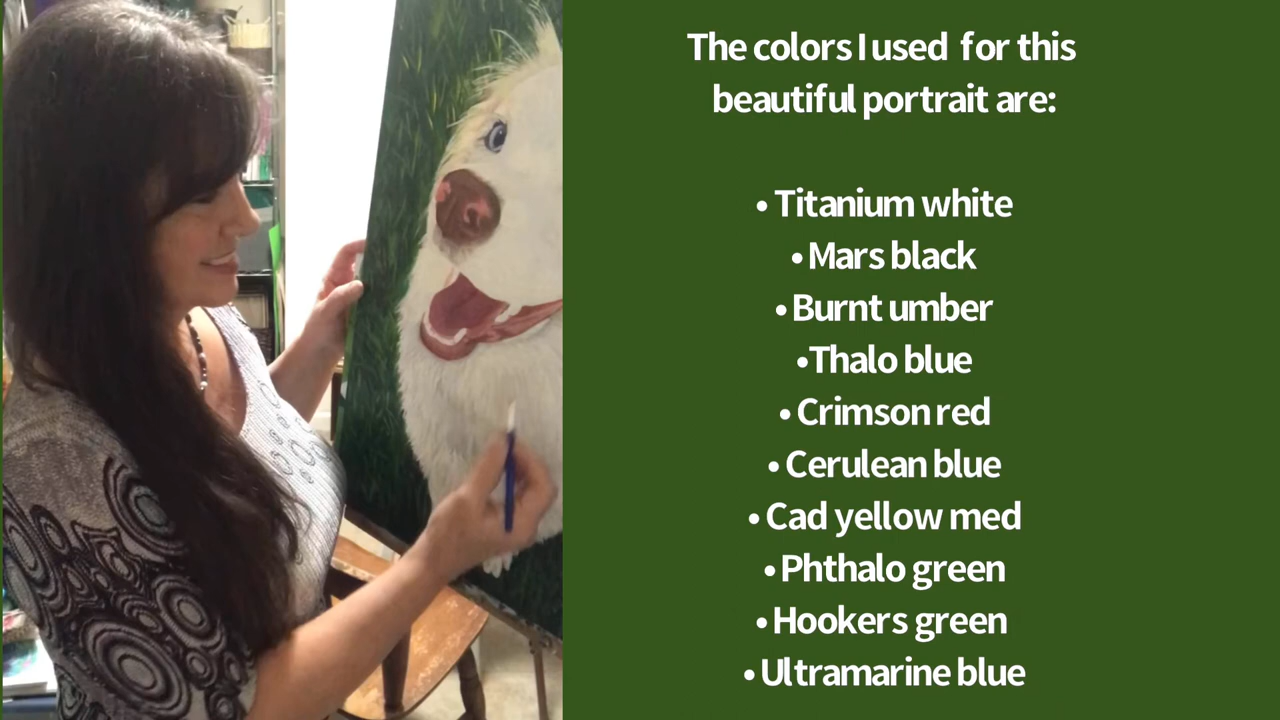 The colors I used for this
beautiful portrait are:
• Titanium white
• Mars black
• Burnt umber
•Thalo blue
• Crimson red
• Cerulean blue
• Cad yellow med
• Phthalo green
• Hookers green
• Ultramarine blue